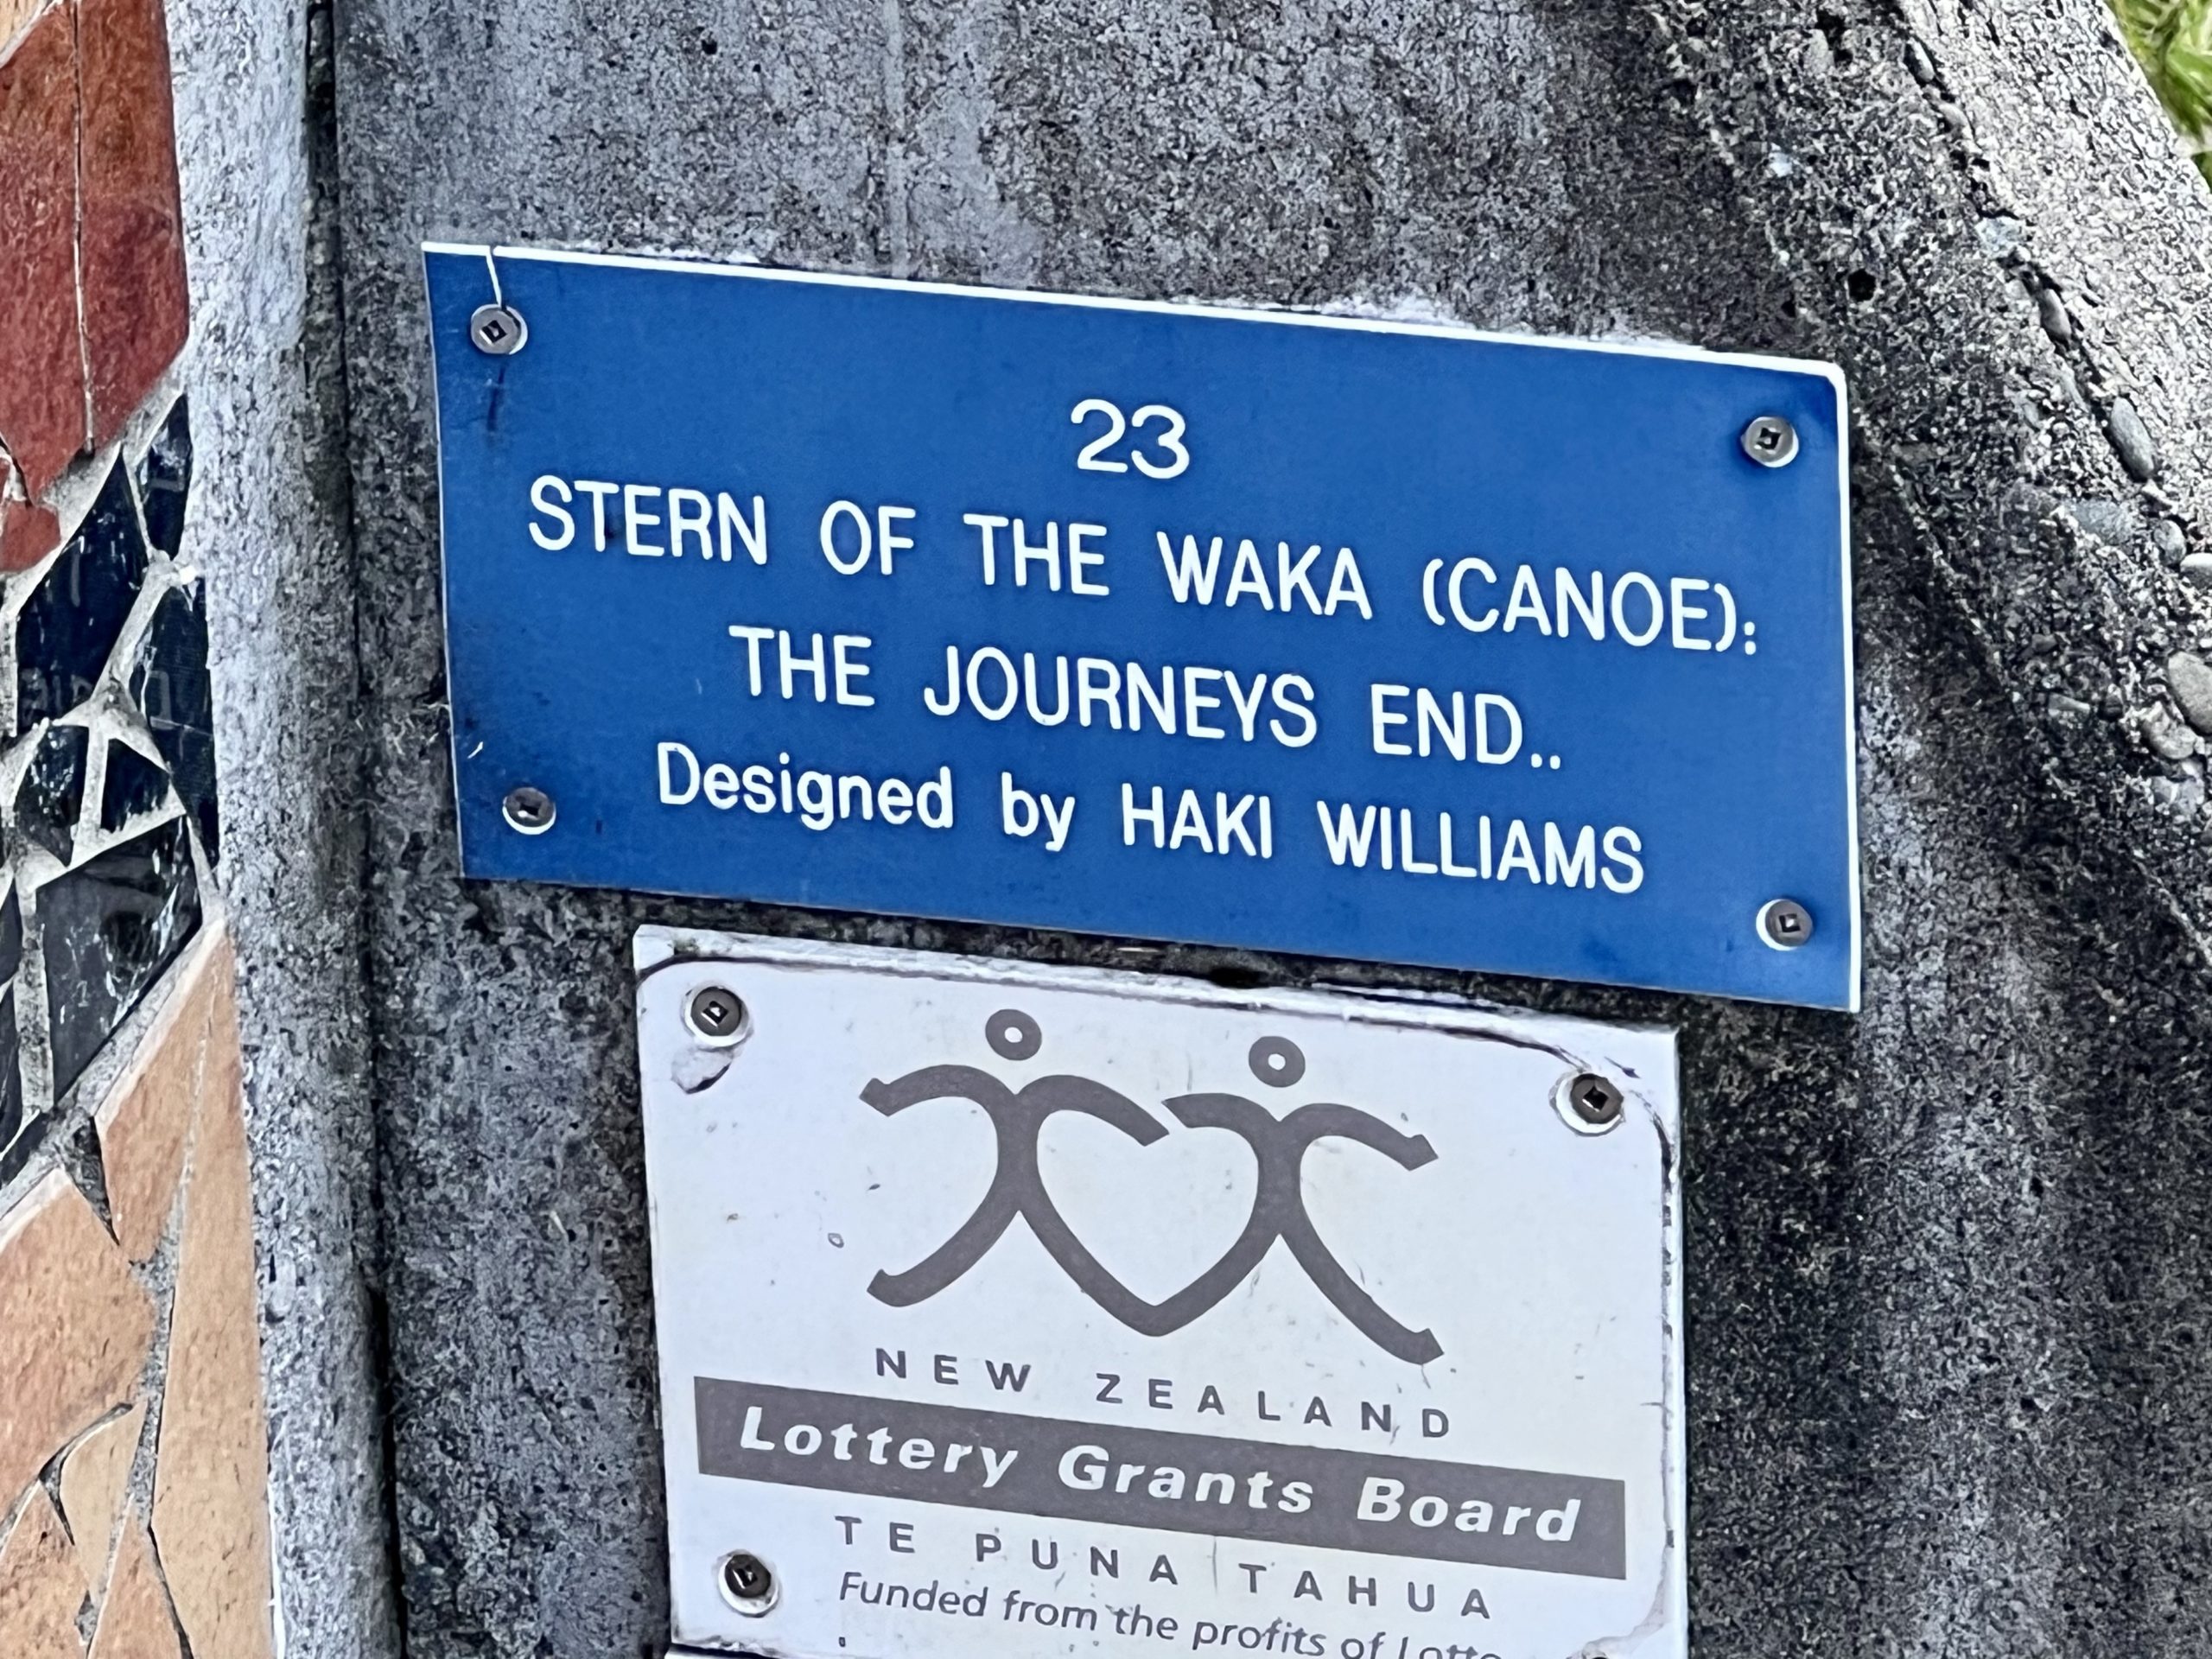 23
STERN OF THE WAKA (CANOE):
THE JOURNEYS END..
Designed by HAKI WILLIAMS
NEW ZEALAND
Lottery Grants Board
TE PUNA TAHUA
Funded from the profits of Lotto